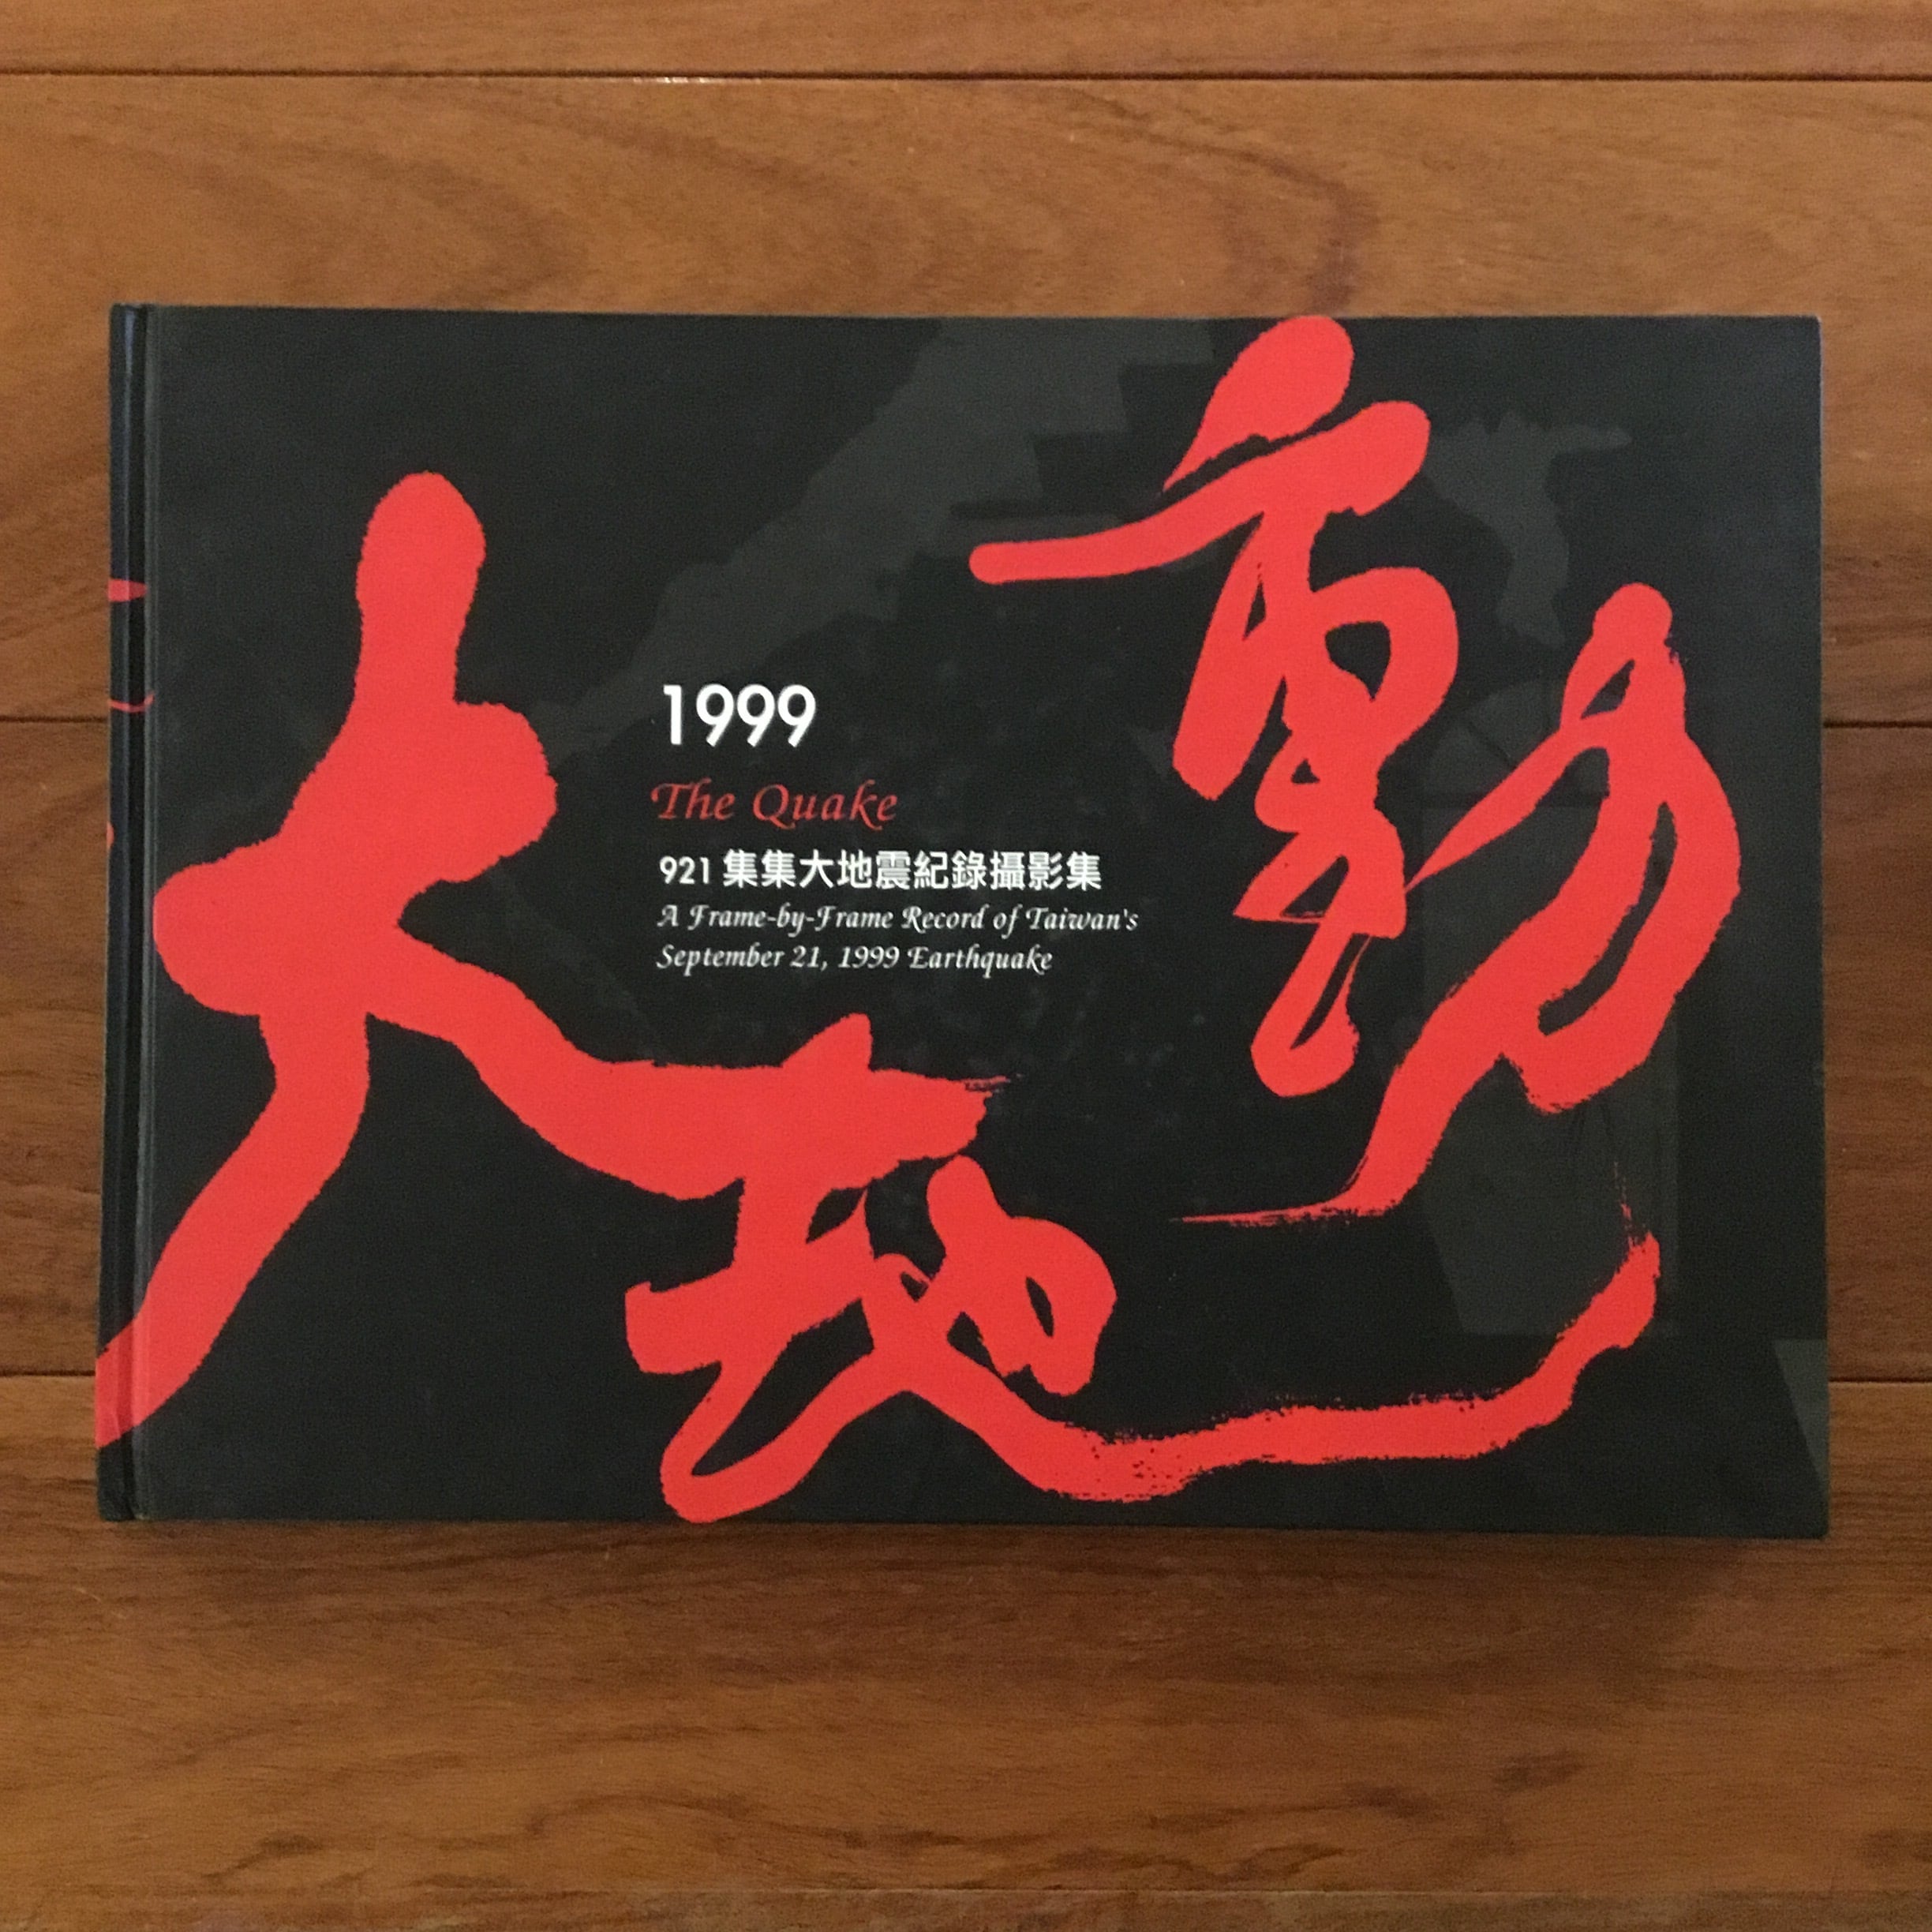 大地動
1999
The Quake
921 集集大地震紀錄攝影集
A Frame-by-Frame Record of Taiwan's
September 21, 1999 Earthquake